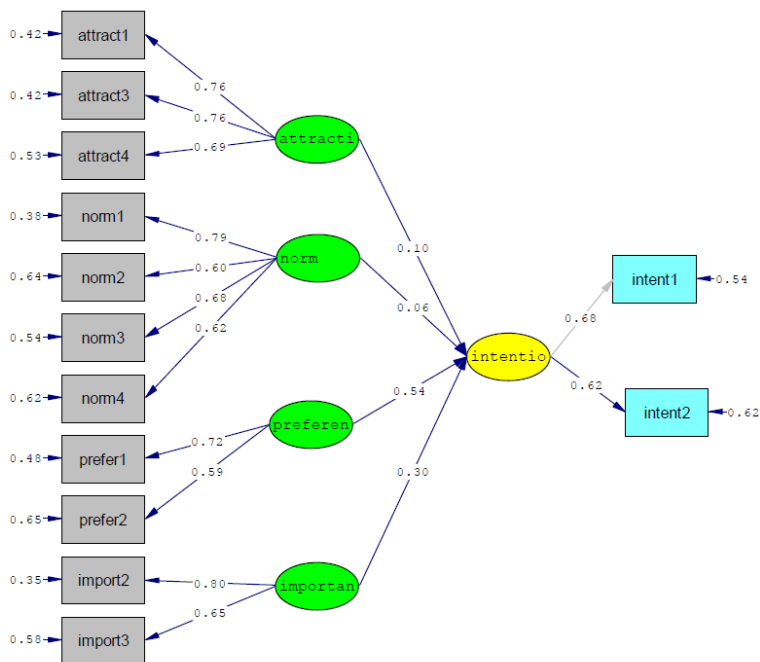 0.42
attract1
0.76
0.42
attract3
0.76
attracti
0.53
attract4
0.69
0.38
norm1
0.79
0.10
0.64
norm2
0.60
norm
0.68
0.06
intent1
0.54
0.54
norm3
0.68
intentio
0.62
norm4
0.62
0.54
0.62
intent2
0.62
0.48
prefer1
0.72
preferen
0.65
prefer2
0.59
0.30
0.35
import2
0.80
importan
0.58
import3
0.65